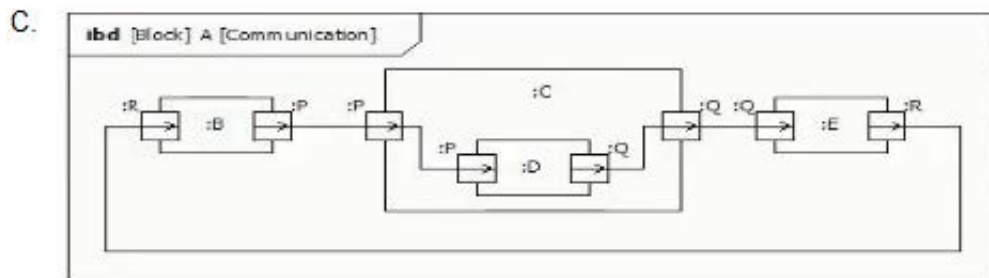 C.
ibd [Block] A [Communication]
:C
:R :P :P :Q :Q :R
:B :E
:P :Q
:D